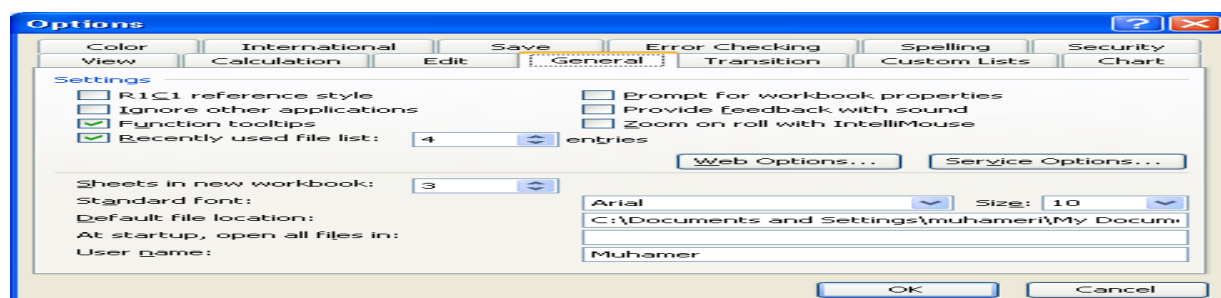 Options
Color International Save Error Checking Spelling Security
View Calculation Edit General Transition Custom Lists Chart
Settings
R1C1 reference style Prompt for workbook properties
Ignore other applications Provide feedback with sound
Function tooltips Zoom on roll with IntelliMouse
Recently used file list: 4 entries
Web Options... Service Options...
Sheets in new workbook: 3
Standard font: Arial Size: 10
Default file location: C:\Documents and Settings\muhameri\My Docum
At startup, open all files in:
User name: Muhamer
OK Cancel